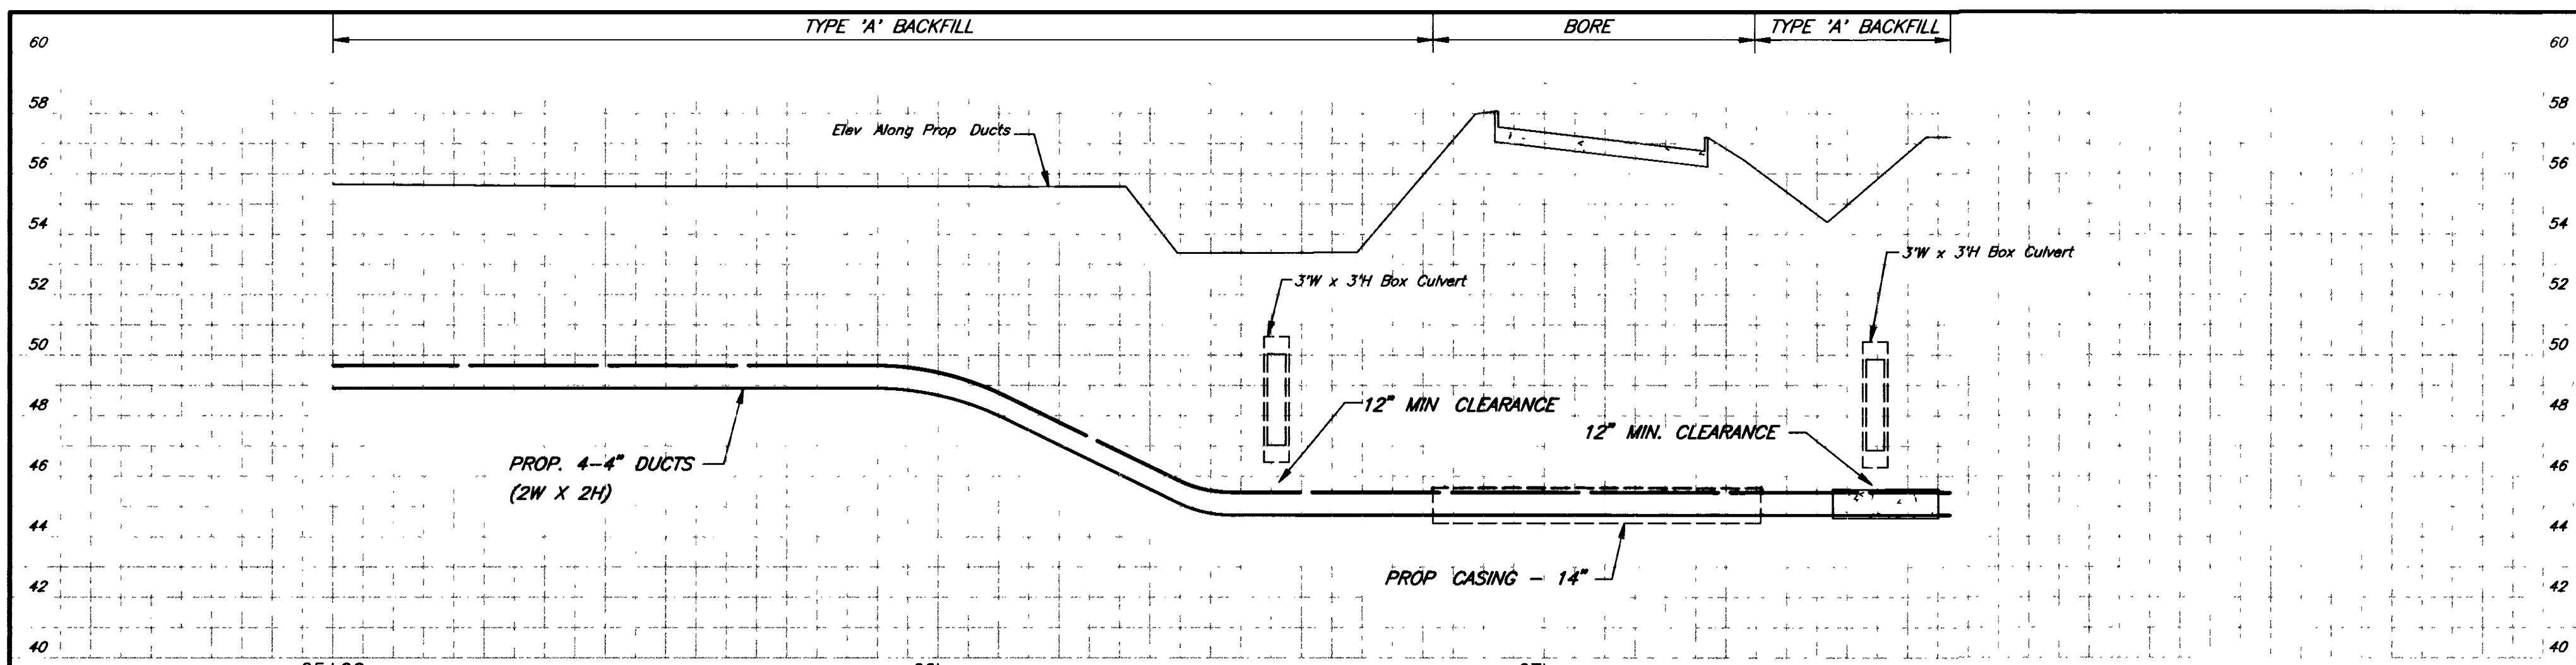 TYPE 'A' BACKFILL
BORE
TYPE 'A' BACKFILL
60
60
58
58
Elev Along Prop Ducts
56
56
54
54
3'W x 3'H Box Culvert
3'W x 3'H Box Culvert
52
52
50
50
48
48
12" MIN CLEARANCE
12" MIN. CLEARANCE
46
46
PROP. 4-4" DUCTS
(2W X 2H)
44
44
PROP CASING - 14"
42
42
40
40